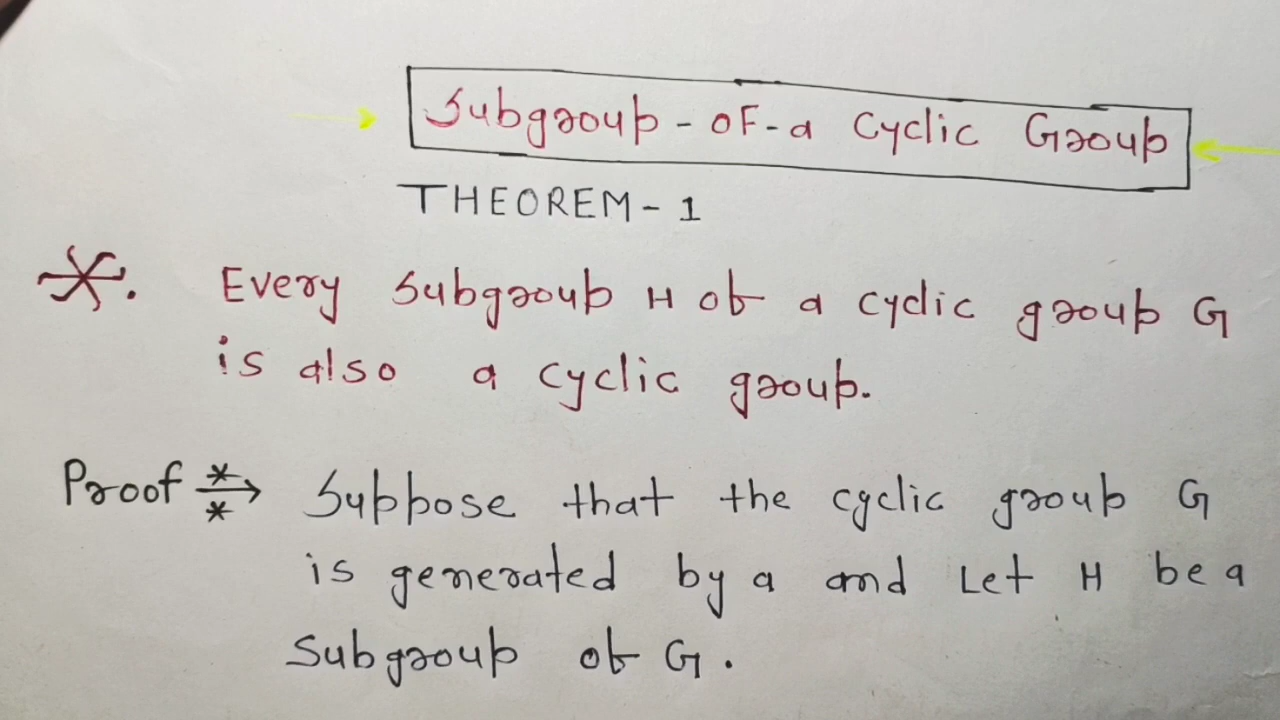 Subgroup-OF-a Cyclic Group
THEOREM-1
Every Subgroup H of a cyclic group G
is also a cyclic group.
Proof Suppose that the cyclic group G
is generated by a and Let H be a
Subgroup of G.